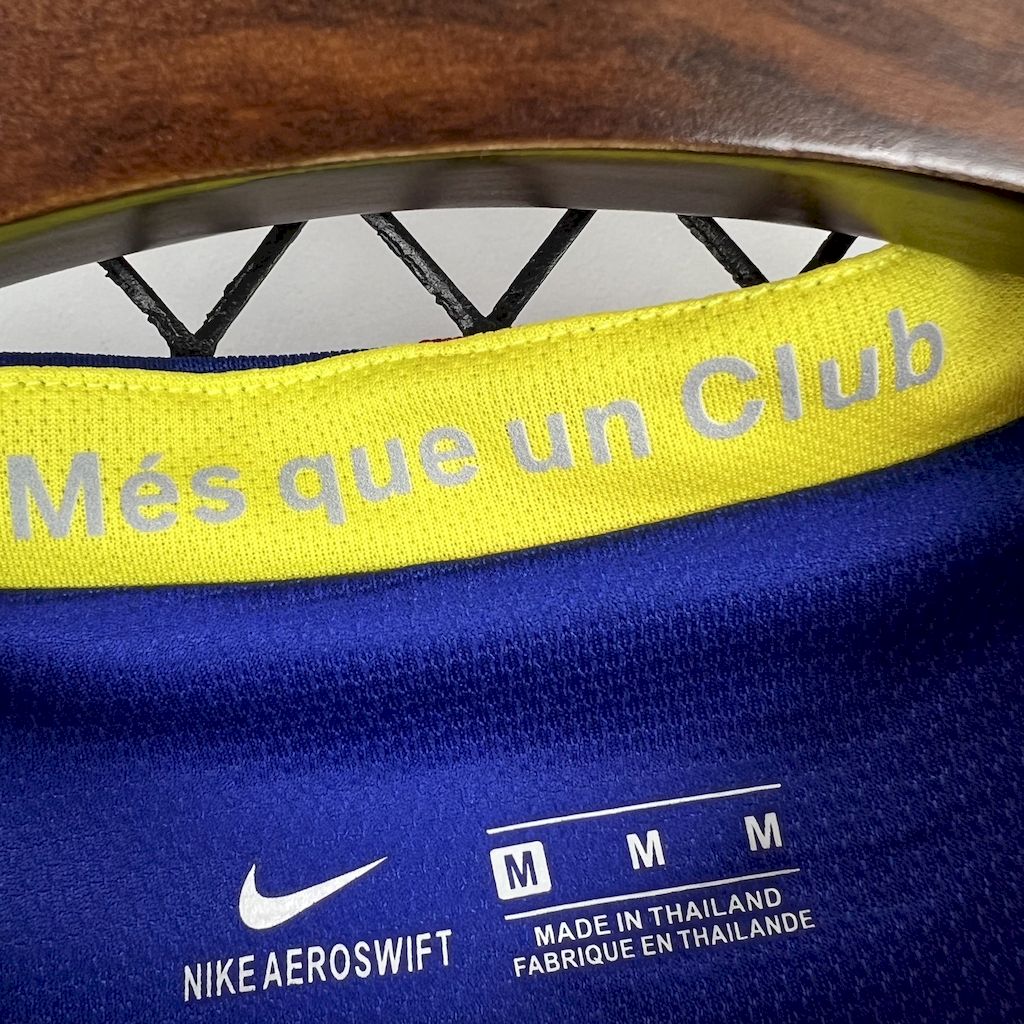 Més que un Club
M M M
NIKE AEROSWIFT
MADE IN THAILAND
FABRIQUE EN THAILANDE